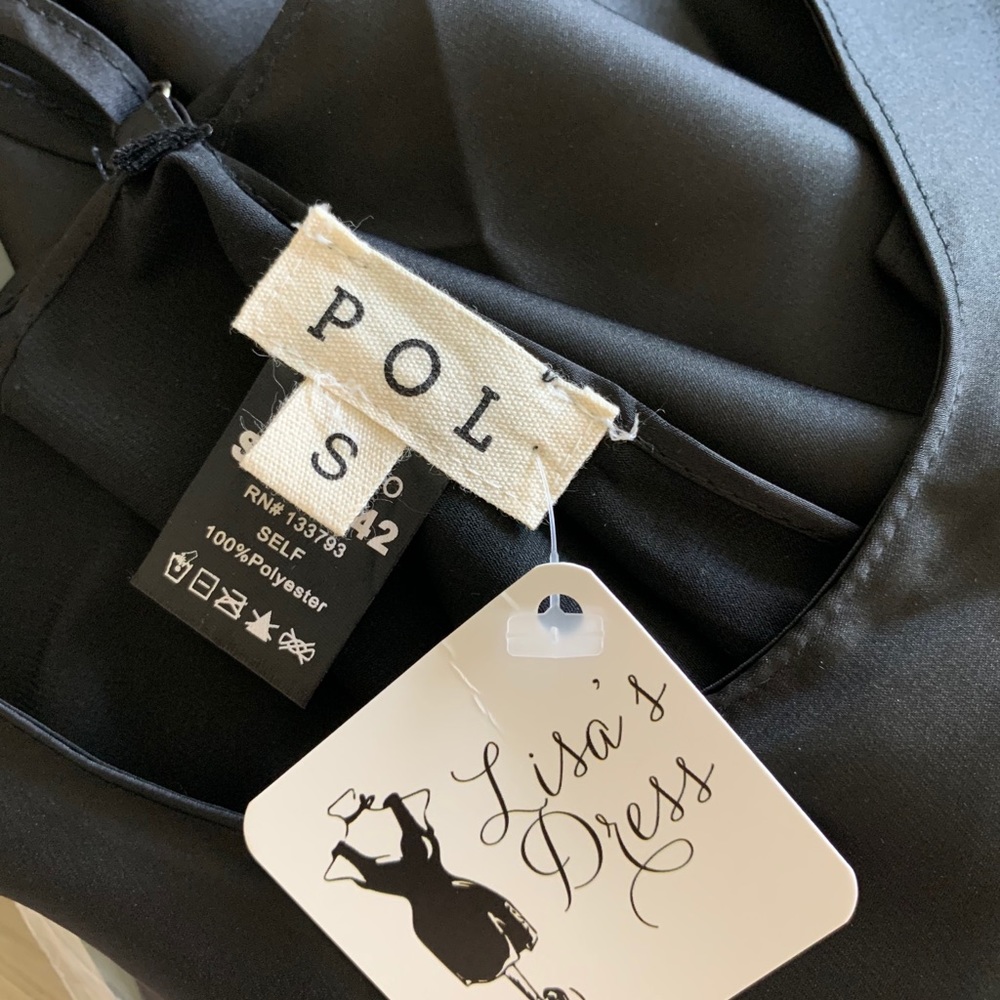 POL
S
RN# 133793
SELF
100%Polyester
Lisa's
Dress